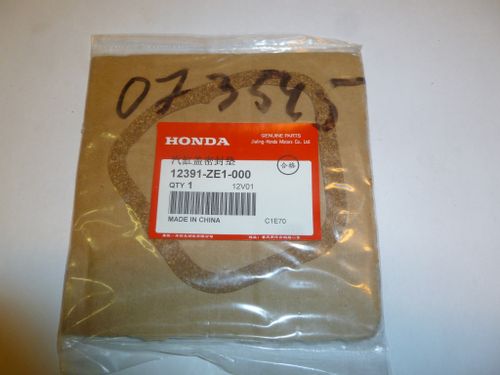 073545
HONDA
GENUINE PARTS
Jialing-Honda Motors Co., Ltd.
汽缸盖密封垫
合格
12391-ZE1-000
QTY 1 12V01
MADE IN CHINA C1E70